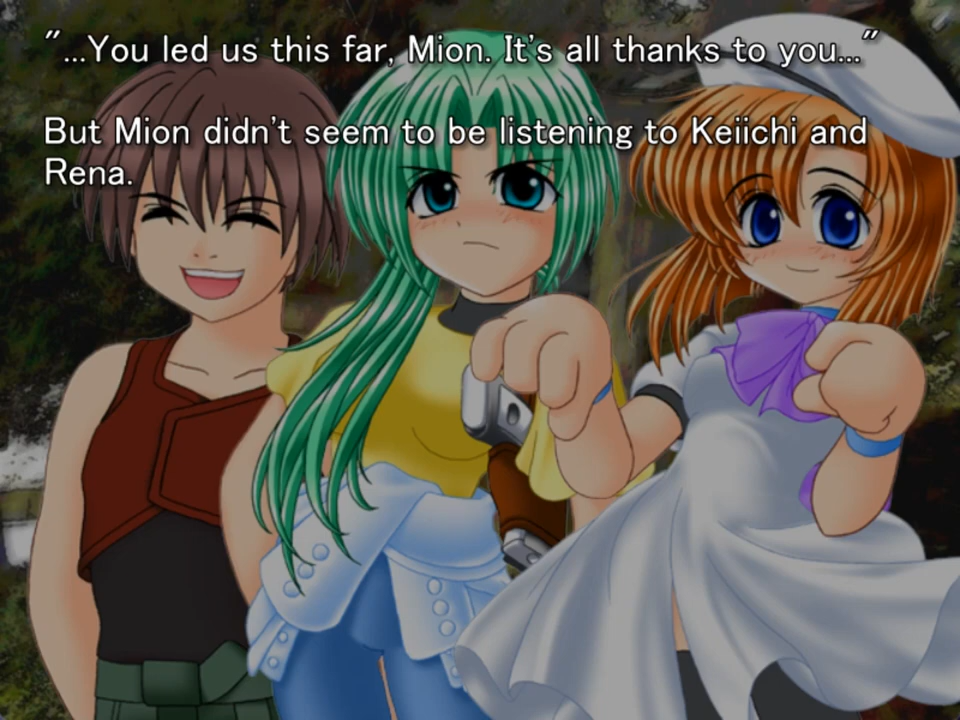 "...You led us this far, Mion. It's all thanks to you..."
But Mion didn't seem to be listening to Keiichi and
Rena.